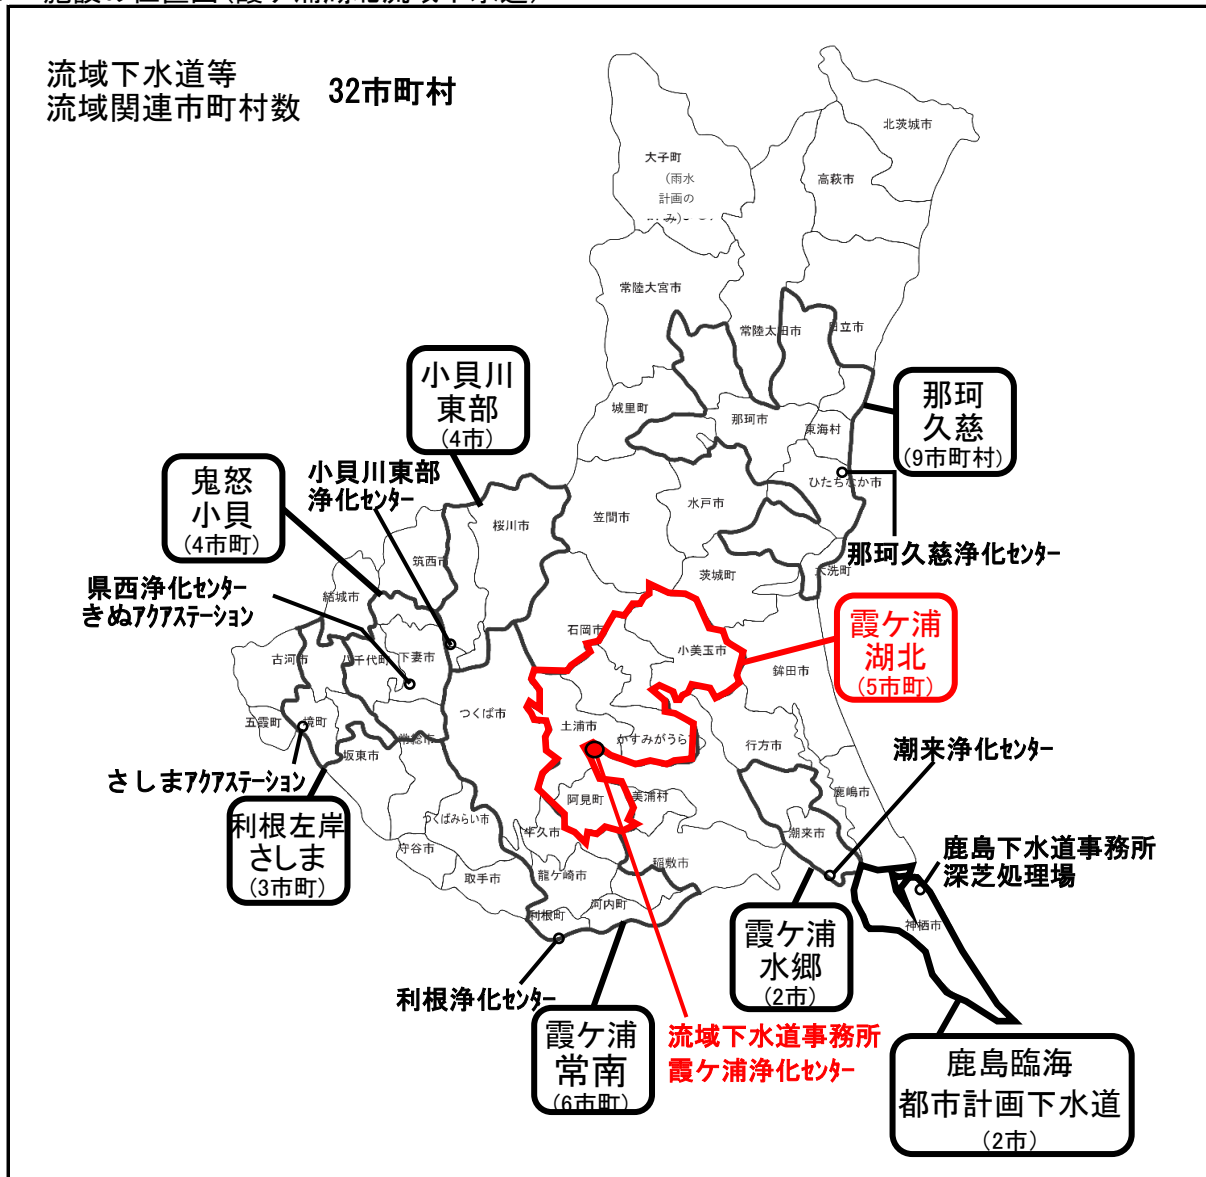 施設の位置図(霞ケ浦湖北流域下水道)
流域下水道等
流域関連市町村数
32市町村
北茨城市
大子町
(雨水
計画の
み)
高萩市
常陸大宮市
常陸太田市
日立市
小貝川
東部
(4市)
那珂
久慈
(9市町村)
城里町
那珂市
東海村
鬼怒
小貝
(4市町)
小貝川東部
浄化センター
ひたちなか市
桜川市
笠間市
水戸市
那珂久慈浄化センター
筑西市
茨城町
大洗町
県西浄化センター
きぬアクアステーション
結城市
石岡市
小美玉市
霞ケ浦
湖北
(5市町)
古河市
八千代町
下妻市
鉾田市
五霞町
境町
つくば市
土浦市
かすみがうら市
坂東市
常総市
行方市
潮来浄化センター
さしまアクアステーション
阿見町
美浦村
鹿嶋市
利根左岸
さしま
(3市町)
つくばみらい市
牛久市
潮来市
守谷市
鹿島下水道事務所
深芝処理場
取手市
龍ケ崎市
稲敷市
河内町
利根町
神栖市
霞ケ浦
水郷
(2市)
利根浄化センター
霞ケ浦
常南
(6市町)
流域下水道事務所
霞ケ浦浄化センター
鹿島臨海
都市計画下水道
(2市)